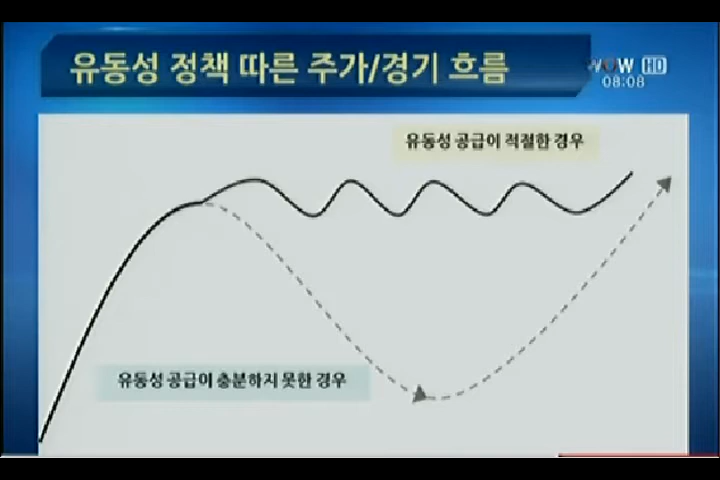 유동성 정책 따른 주가/경기 흐름
WOW HD
08:08
유동성 공급이 적절한 경우
유동성 공급이 충분하지 못한 경우